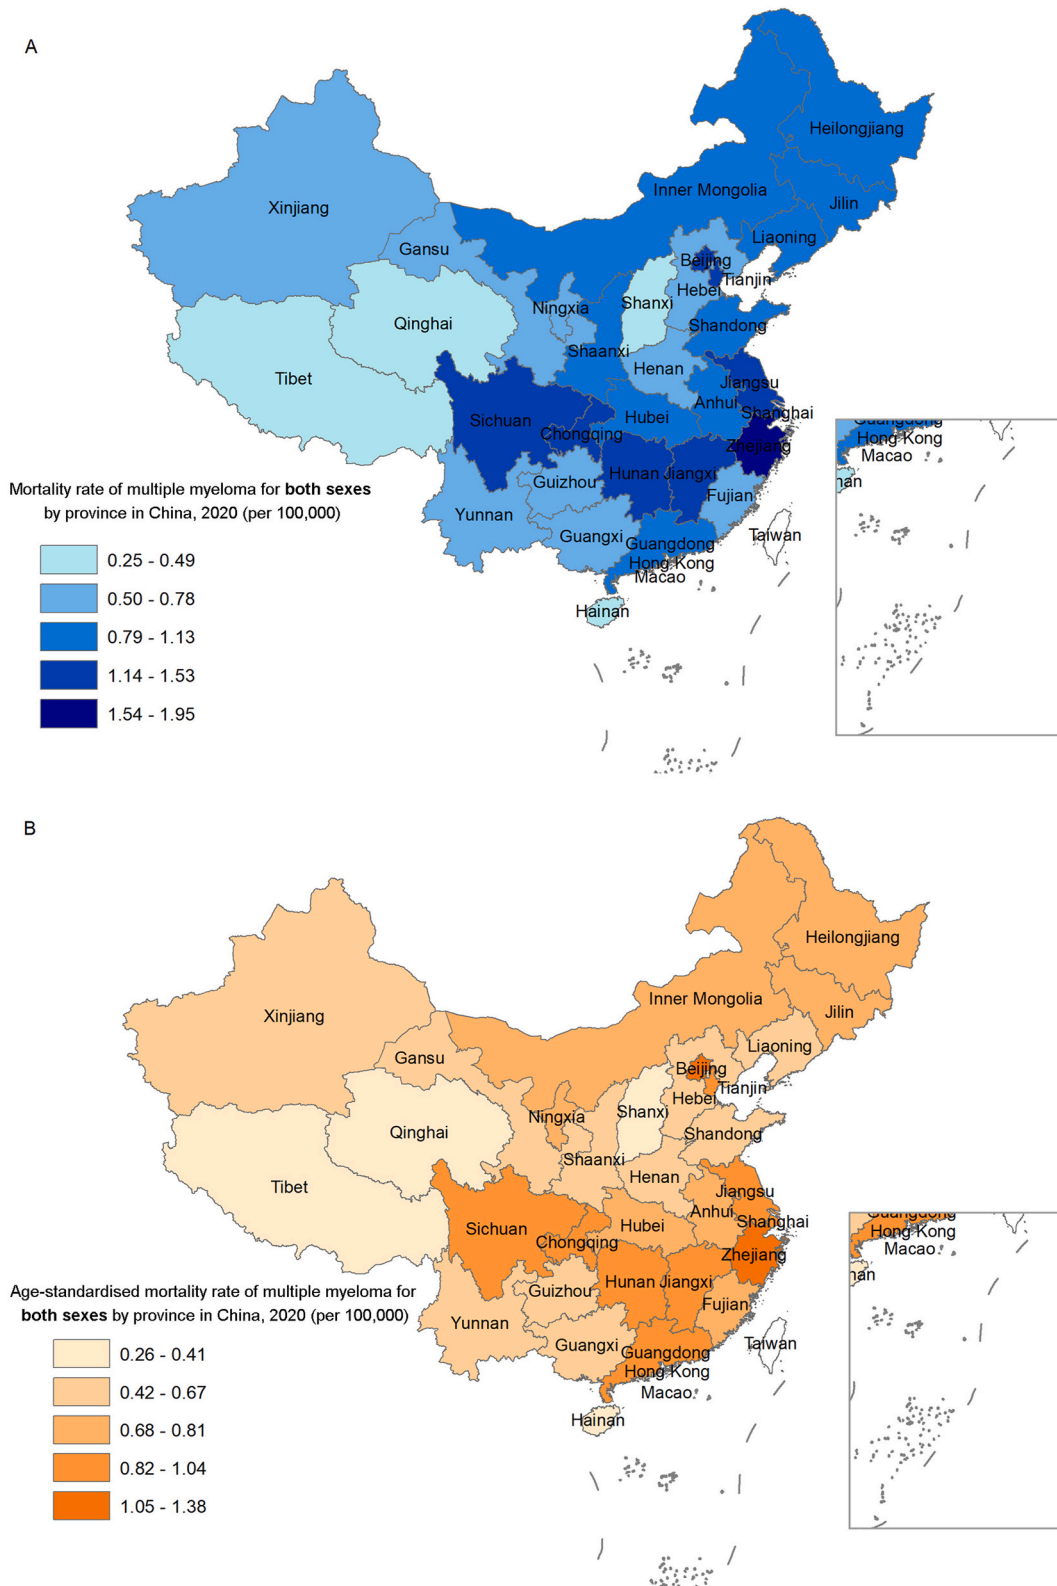 A
Heilongjiang
Inner Mongolia
Jilin
Xinjiang
Liaoning
Gansu
Beijing
Tianjin
Hebei
Ningxia
Shanxi
Qinghai
Shandong
Shaanxi
Henan
Tibet
Jiangsu
Anhui
Shanghai
Sichuan
Hubei
Chongqing
Zhejiang
Hunan
Jiangxi
Guizhou
Fujian
Yunnan
Guangxi
Guangdong
Taiwan
Hong Kong
Macao
Hainan
Guangdong
Hong Kong
Macao
nan
Mortality rate of multiple myeloma for both sexes
by province in China, 2020 (per 100,000)
0.25 - 0.49
0.50 - 0.78
0.79 - 1.13
1.14 - 1.53
1.54 - 1.95
B
Heilongjiang
Inner Mongolia
Jilin
Xinjiang
Liaoning
Gansu
Beijing
Tianjin
Hebei
Ningxia
Shanxi
Qinghai
Shandong
Shaanxi
Henan
Tibet
Jiangsu
Anhui
Shanghai
Sichuan
Hubei
Chongqing
Zhejiang
Hunan
Jiangxi
Guizhou
Fujian
Yunnan
Guangxi
Guangdong
Taiwan
Hong Kong
Macao
Hainan
Guangdong
Hong Kong
Macao
nan
Age-standardised mortality rate of multiple myeloma for
both sexes by province in China, 2020 (per 100,000)
0.26 - 0.41
0.42 - 0.67
0.68 - 0.81
0.82 - 1.04
1.05 - 1.38